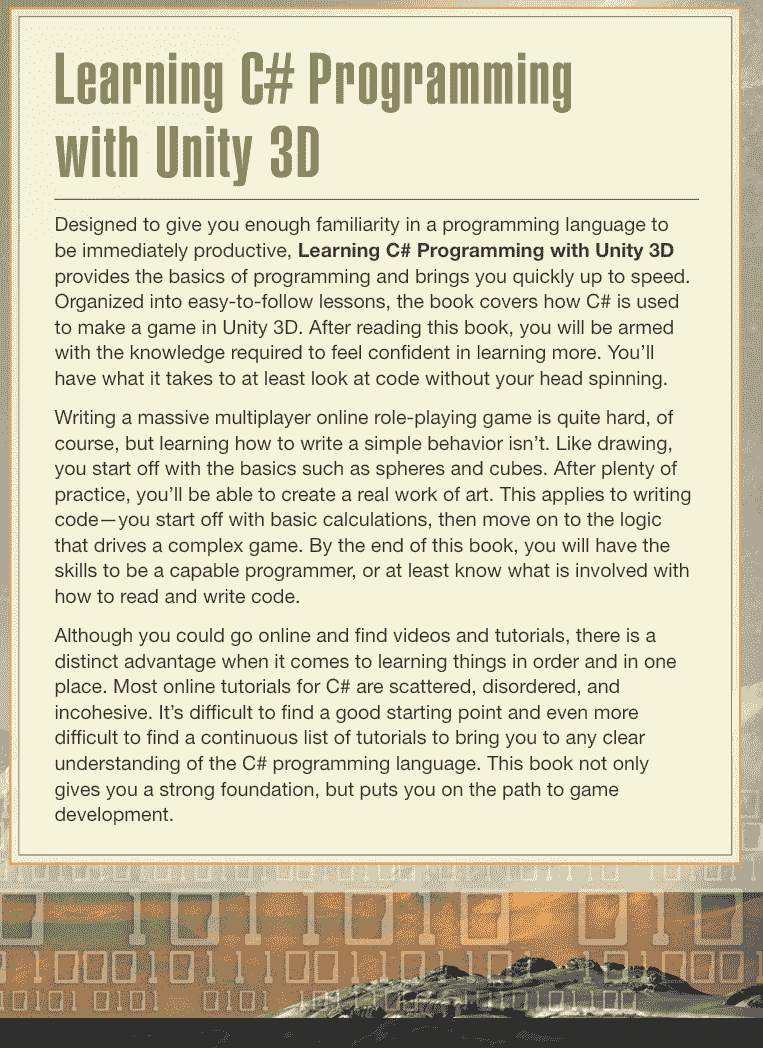 Learning C# Programming
with Unity 3D
Designed to give you enough familiarity in a programming language to
be immediately productive, Learning C# Programming with Unity 3D
provides the basics of programming and brings you quickly up to speed.
Organized into easy-to-follow lessons, the book covers how C# is used
to make a game in Unity 3D. After reading this book, you will be armed
with the knowledge required to feel confident in learning more. You’ll
have what it takes to at least look at code without your head spinning.
Writing a massive multiplayer online role-playing game is quite hard, of
course, but learning how to write a simple behavior isn’t. Like drawing,
you start off with the basics such as spheres and cubes. After plenty of
practice, you’ll be able to create a real work of art. This applies to writing
code—you start off with basic calculations, then move on to the logic
that drives a complex game. By the end of this book, you will have the
skills to be a capable programmer, or at least know what is involved with
how to read and write code.
Although you could go online and find videos and tutorials, there is a
distinct advantage when it comes to learning things in order and in one
place. Most online tutorials for C# are scattered, disordered, and
incohesive. It’s difficult to find a good starting point and even more
difficult to find a continuous list of tutorials to bring you to any clear
understanding of the C# programming language. This book not only
gives you a strong foundation, but puts you on the path to game
development.